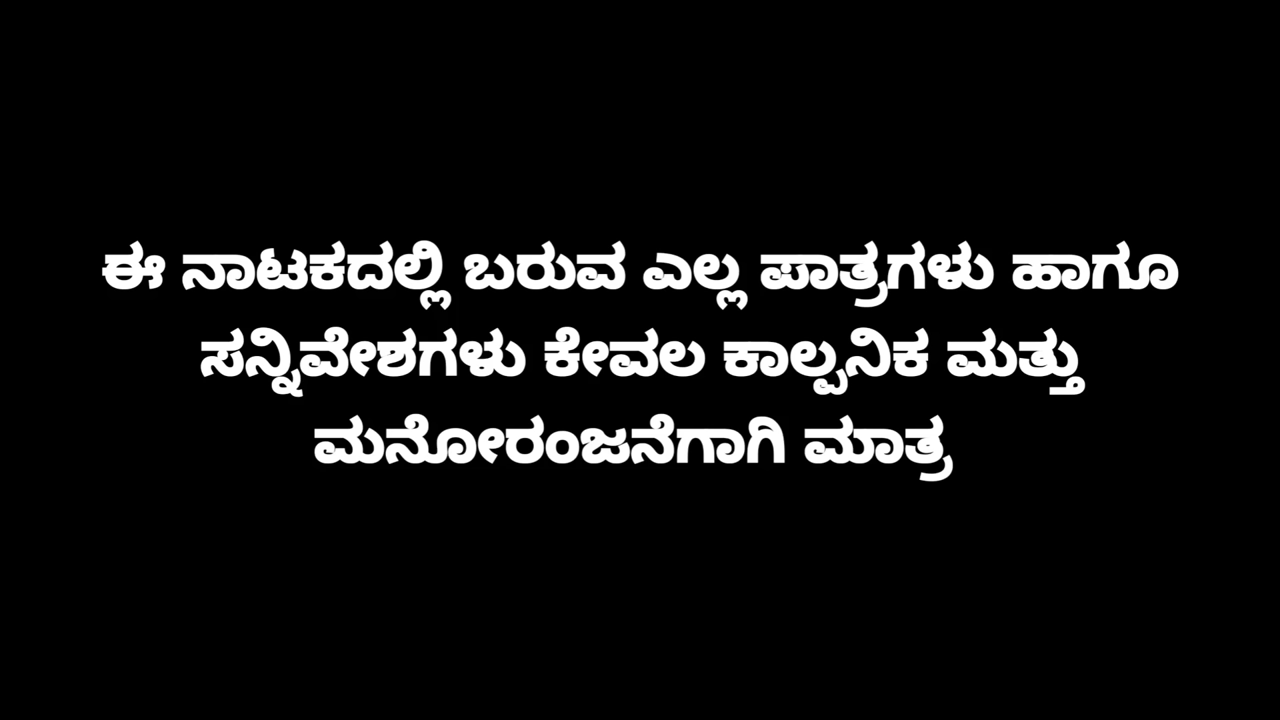 ಈ ನಾಟಕದಲ್ಲಿ ಬರುವ ಎಲ್ಲ ಪಾತ್ರಗಳು ಹಾಗೂ
ಸನ್ನಿವೇಶಗಳು ಕೇವಲ ಕಾಲ್ಪನಿಕ ಮತ್ತು
ಮನೋರಂಜನೆಗಾಗಿ ಮಾತ್ರ